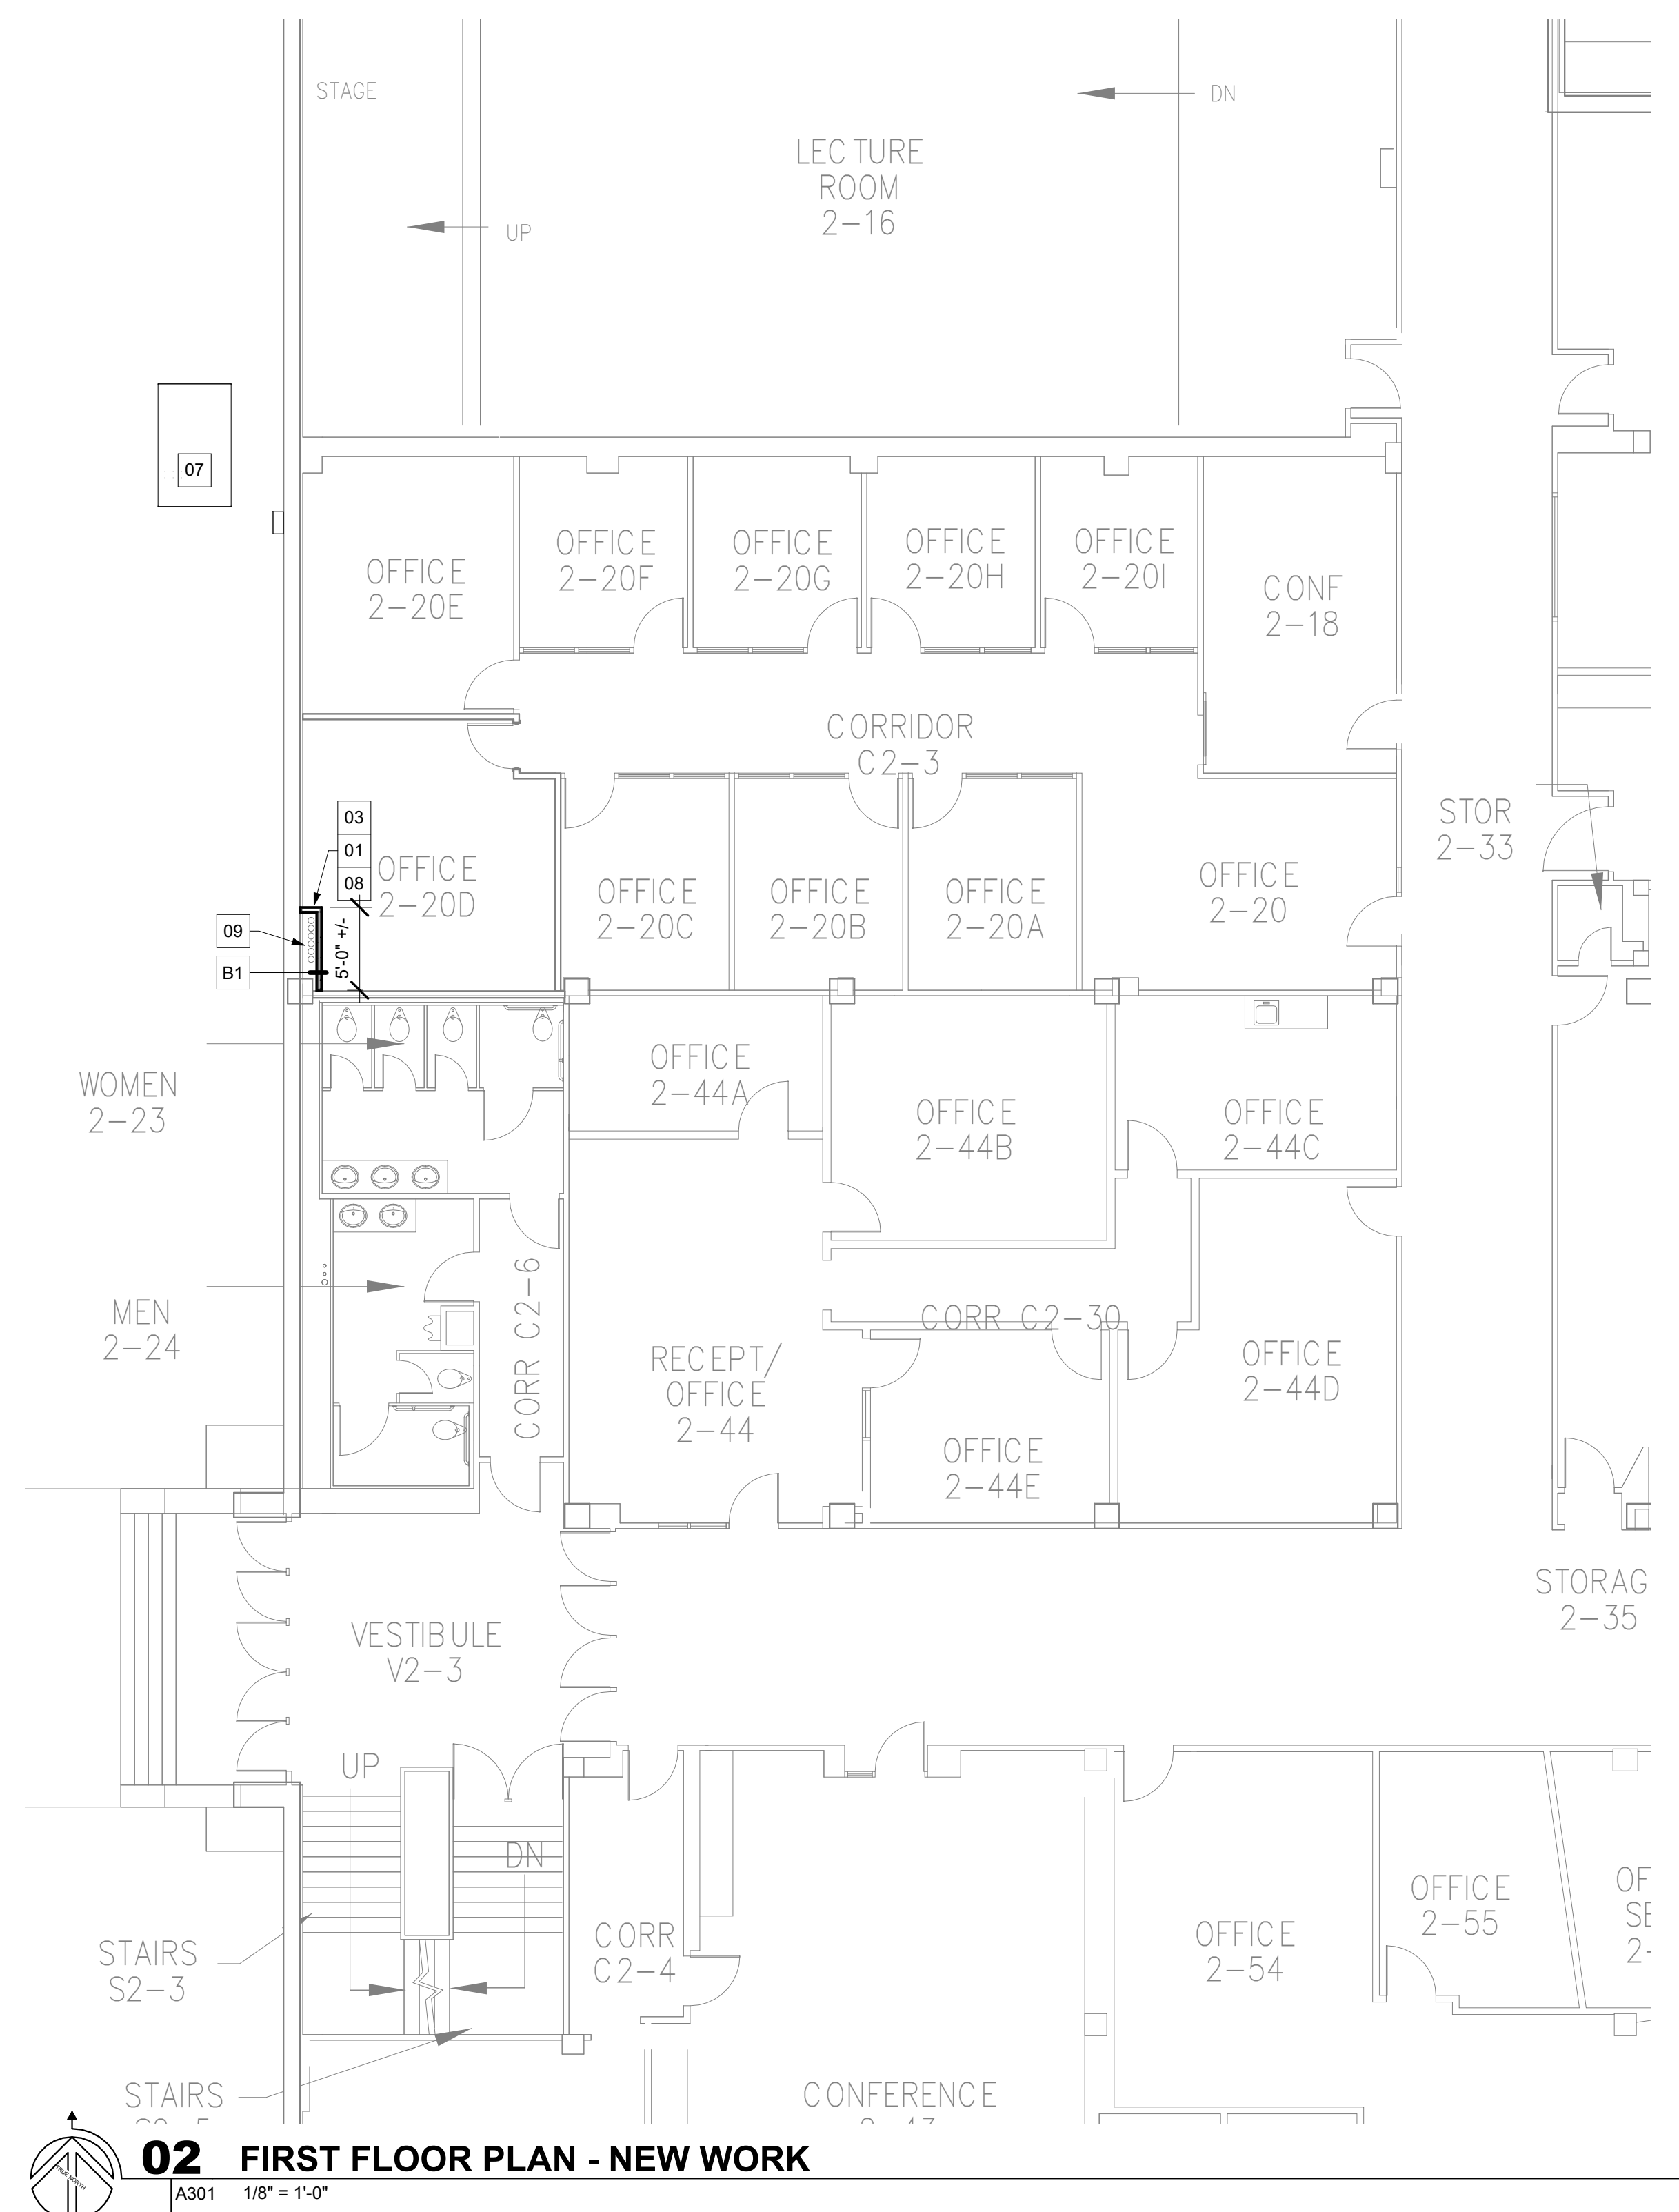 STAGE
DN
LECTURE
ROOM
2-16
UP
07
OFFICE
2-20E
OFFICE
2-20F
OFFICE
2-20G
OFFICE
2-20H
OFFICE
2-20I
CONF
2-18
CORRIDOR
C2-3
03
01
08
OFFICE
2-20D
5'-0" +/-
09
B1
OFFICE
2-20C
OFFICE
2-20B
OFFICE
2-20A
OFFICE
2-20
STOR
2-33
WOMEN
2-23
OFFICE
2-44A
OFFICE
2-44B
OFFICE
2-44C
MEN
2-24
CORR C2-6
CORR C2-30
RECEPT/
OFFICE
2-44
OFFICE
2-44D
OFFICE
2-44E
STORAG
2-35
VESTIBULE
V2-3
UP
DN
STAIRS
S2-3
CORR
C2-4
OFFICE
2-54
OFFICE
2-55
OF
SE
2-
STAIRS
CONFERENCE
TRUE NORTH
02 FIRST FLOOR PLAN - NEW WORK
A301 1/8" = 1'-0"